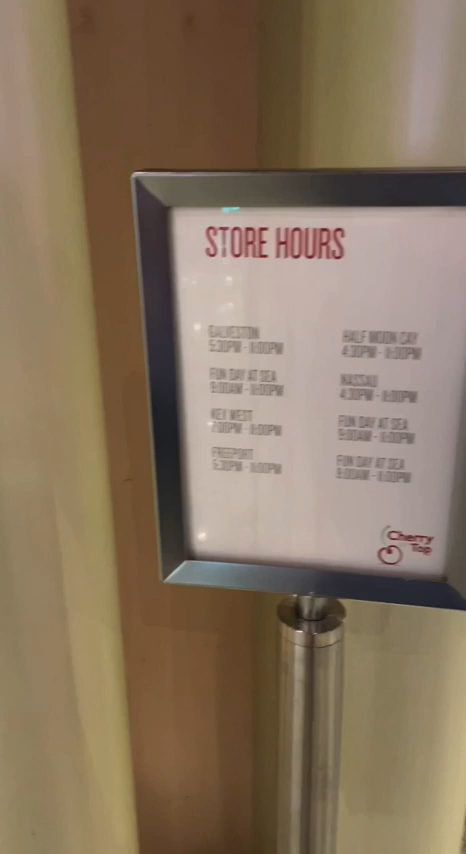 STORE HOURS
GALVESTON
5:30PM - 11:00PM
FUN DAY AT SEA
9:00AM - 11:00PM
KEY WEST
7:00PM - 11:00PM
FREEPORT
5:30PM - 11:00PM
HALF MOON CAY
4:30PM - 11:00PM
NASSAU
4:30PM - 11:00PM
FUN DAY AT SEA
9:00AM - 11:00PM
FUN DAY AT SEA
9:00AM - 11:00PM
Cherry
Top